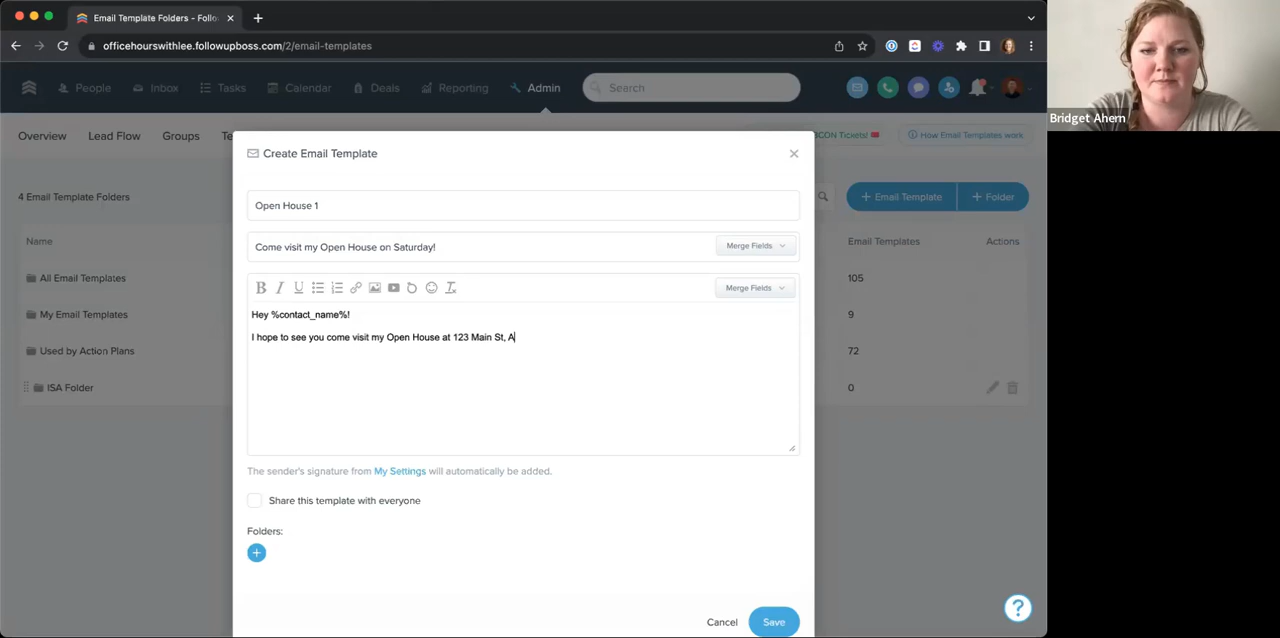 Email Template Folders - Follo
officehourswithlee.followupboss.com/2/email-templates
People Inbox Tasks Calendar Deals Reporting Admin Search
Bridget Ahern
Overview Lead Flow Groups
CON Tickets! How Email Templates work
Create Email Template
4 Email Template Folders
+ Email Template + Folder
Open House 1
Name
Email Templates Actions
Come visit my Open House on Saturday!
Merge Fields
All Email Templates
105
Merge Fields
My Email Templates
9
Hey %contact_name%!
I hope to see you come visit my Open House at 123 Main St, A
Used by Action Plans
72
ISA Folder
0
The sender's signature from My Settings will automatically be added.
Share this template with everyone
Folders:
Cancel Save